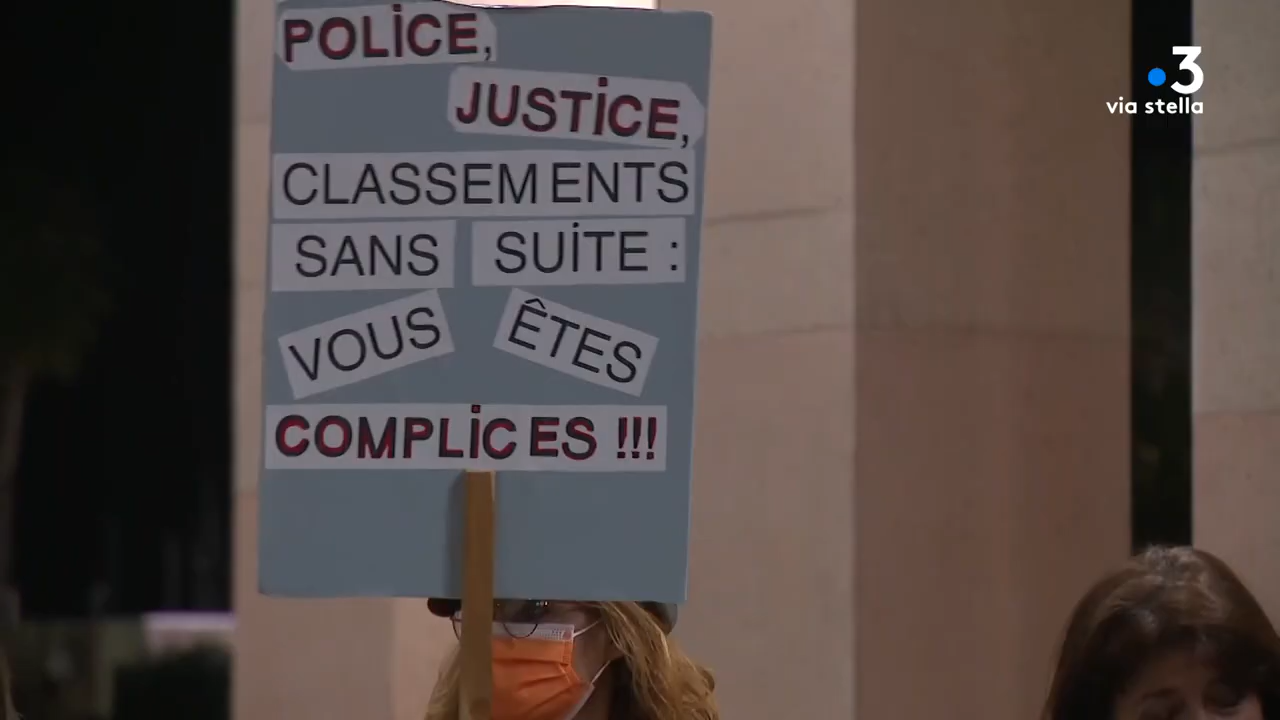 POLiCE,
JUSTiCE,
CLASSEMENTS
SANS SUiTE :
VOUS ÊTES
COMPLiCES !!!
3
via stella